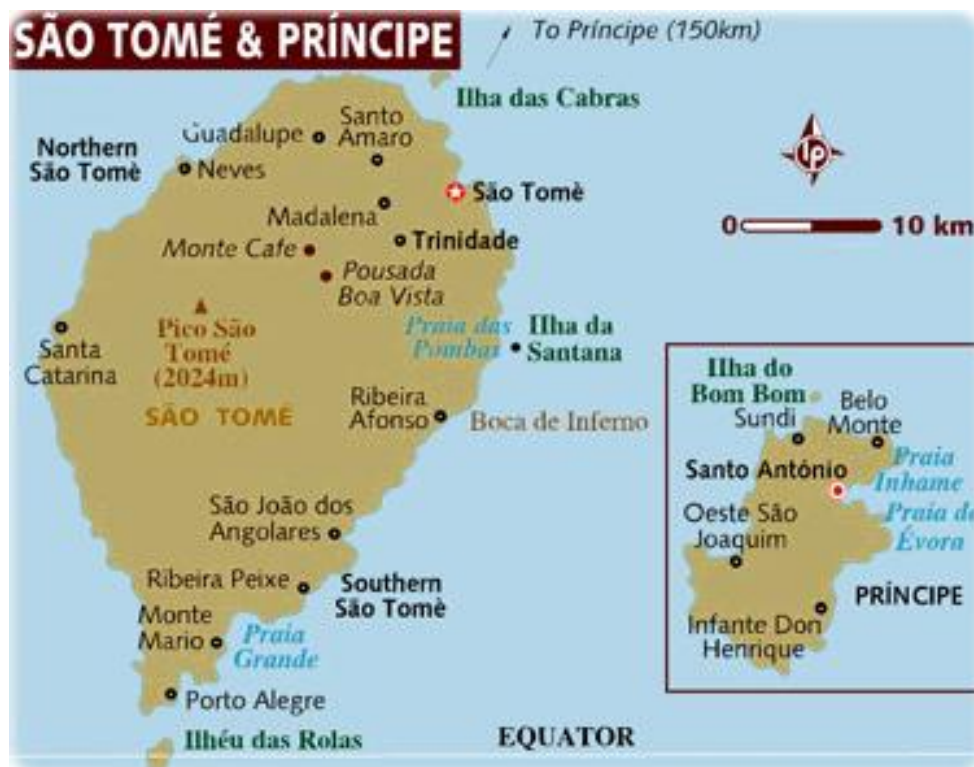 SÃO TOMÉ & PRÍNCIPE
To Príncipe (150km)
Ilha das Cabras
Santo
Amaro
Guadalupe
Northern
São Tomè
Neves
São Tomè
lp
Madalena
Trinidade
0
10 km
Monte Cafe
Pousada
Boa Vista
Pico São
Tomé
(2024m)
SÃO TOMÉ
Praia das
Pombas
Ilha da
Santana
Santa
Catarina
Ribeira
Afonso
Boca de Inferno
São João dos
Angolares
Ribeira Peixe
Southern
São Tomè
Monte
Mario
Praia
Grande
Porto Alegre
Ilhéu das Rolas
EQUATOR
Ilha do
Bom Bom
Sundi
Belo
Monte
Praia
Inhame
Santo António
Oeste São
Joaquim
Praia de
Évora
PRÍNCIPE
Infante Don
Henrique